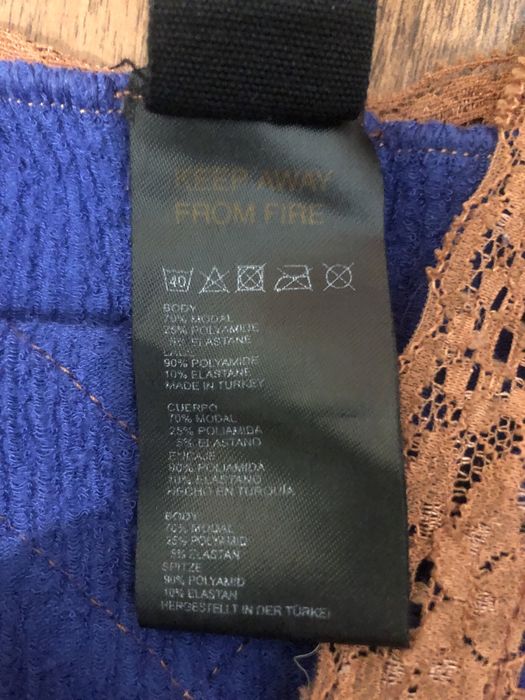 KEEP AWAY
FROM FIRE
40
BODY
70% MODAL
25% POLYAMIDE
5% ELASTANE
LACE
90% POLYAMIDE
10% ELASTANE
MADE IN TURKEY
CUERPO
70% MODAL
25% POLIAMIDA
5% ELASTANO
ENCAJE
90% POLIAMIDA
10% ELASTANO
HECHO EN TURQUÍA
BODY
70% MODAL
25% POLYAMID
5% ELASTAN
SPITZE
90% POLYAMID
10% ELASTAN
HERGESTELLT IN DER TÜRKEI